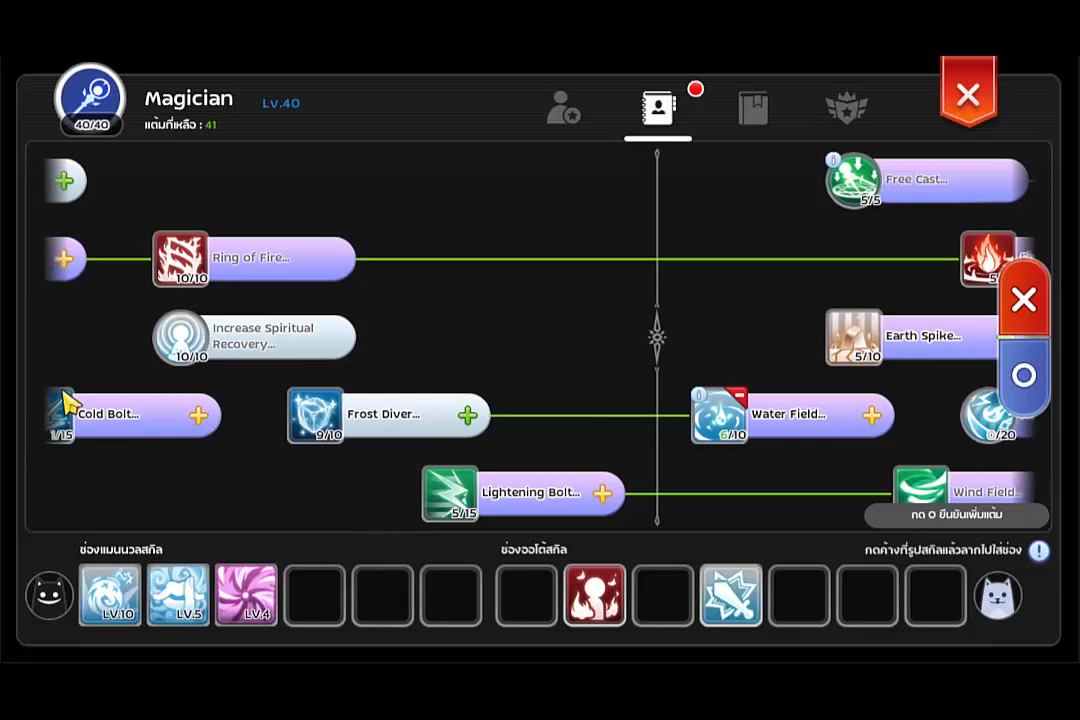 Magician Lv.40
40/40
แต้มที่เหลือ : 41
Free Cast...
5/5
Ring of Fire...
10/10
Increase Spiritual
Recovery...
10/10
Earth Spike...
5/10
Cold Bolt...
1/15
Frost Diver...
9/10
Water Field...
6/10
0/20
Lightening Bolt...
5/15
Wind Field...
กด O ยืนยันเพิ่มแต้ม
ช่องแมนนวลสกิล
ช่องออโต้สกิล
กดค้างที่รูปสกิลแล้วลากไปใส่ช่อง
LV.10
LV.5
LV.4